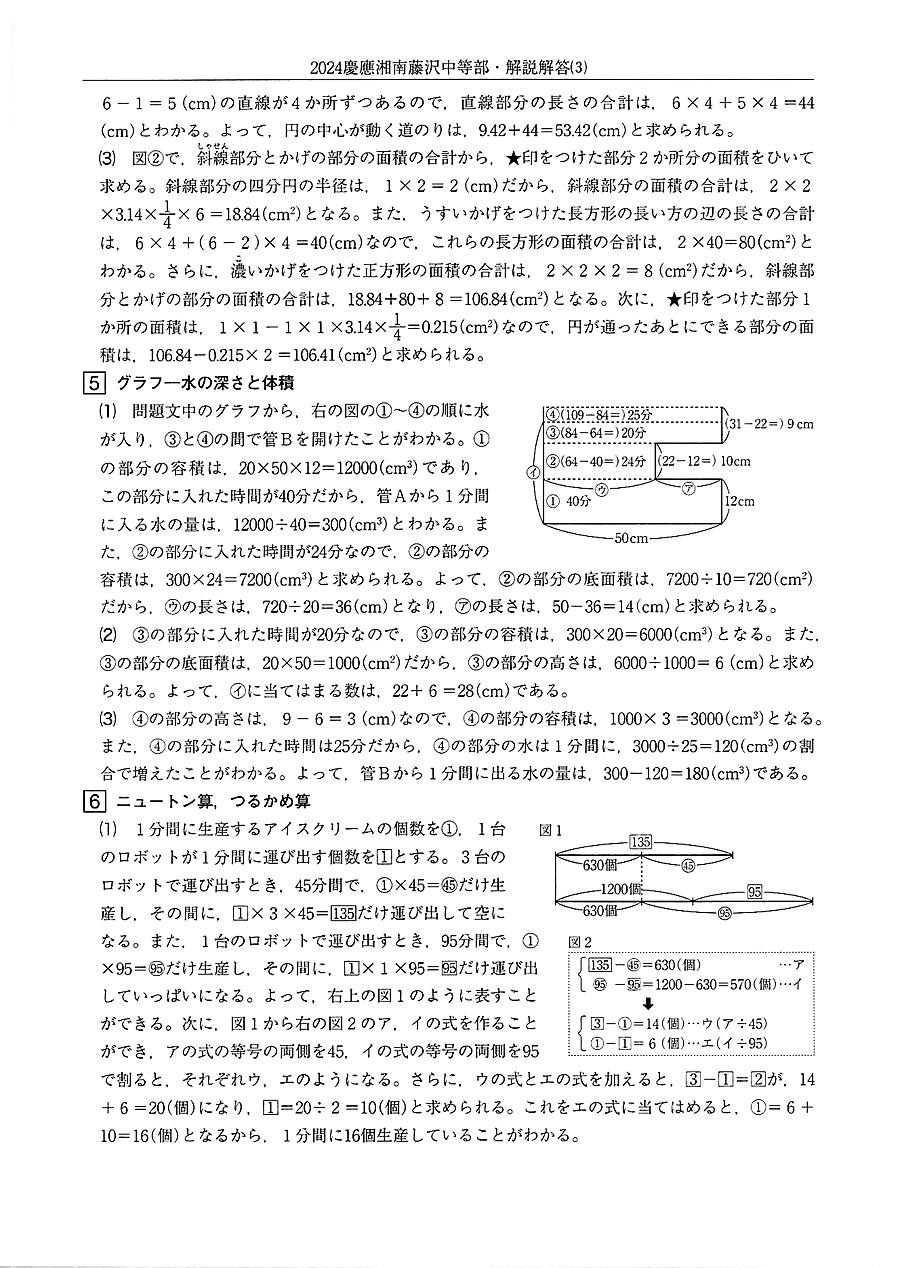 2024慶應湘南藤沢中等部・解説解答(3)
6－1＝5(cm)の直線が4か所ずつあるので，直線部分の長さの合計は，6×4＋5×4＝44
(cm)とわかる。よって，円の中心が動く道のりは，9.42＋44＝53.42(cm)と求められる。
しゃせん
(3) 図②で，斜線部分とかげの部分の面積の合計から，★印をつけた部分2か所分の面積をひいて
求める。斜線部分の四分円の半径は，1×2＝2(cm)だから，斜線部分の面積の合計は，2×2
×3.14×1/4×6＝18.84(cm²)となる。また，うすいかげをつけた長方形の長い方の辺の長さの合計
は，6×4＋(6－2)×4＝40(cm)なので，これらの長方形の面積の合計は，2×40＝80(cm²)と
こ
わかる。さらに，濃いかげをつけた正方形の面積の合計は，2×2×2＝8(cm²)だから，斜線部
分とかげの部分の面積の合計は，18.84＋80＋8＝106.84(cm²)となる。次に，★印をつけた部分1
か所の面積は，1×1－1×1×3.14×1/4＝0.215(cm²)なので，円が通ったあとにできる部分の面
積は，106.84－0.215×2＝106.41(cm²)と求められる。
5 グラフ―水の深さと体積
(1) 問題文中のグラフから，右の図の①～④の順に水
が入り，③と④の間で管Bを開けたことがわかる。①
の部分の容積は，20×50×12＝12000(cm³)であり，
この部分に入れた時間が40分だから，管Aから1分間
に入る水の量は，12000÷40＝300(cm³)とわかる。ま
た，②の部分に入れた時間が24分なので，②の部分の
容積は，300×24＝7200(cm³)と求められる。よって，②の部分の底面積は，7200÷10＝720(cm²)
だから，㋒の長さは，720÷20＝36(cm)となり，㋐の長さは，50－36＝14(cm)と求められる。
④(109－84＝)25分
(31－22＝)9cm
③(84－64＝)20分
②(64－40＝)24分
(22－12＝)10cm
㋑
㋒
㋐
① 40分
12cm
50cm
(2) ③の部分に入れた時間が20分なので，③の部分の容積は，300×20＝6000(cm³)となる。また，
③の部分の底面積は，20×50＝1000(cm²)だから，③の部分の高さは，6000÷1000＝6(cm)と求め
られる。よって，㋑に当てはまる数は，22＋6＝28(cm)である。
(3) ④の部分の高さは，9－6＝3(cm)なので，④の部分の容積は，1000×3＝3000(cm³)となる。
また，④の部分に入れた時間は25分だから，④の部分の水は1分間に，3000÷25＝120(cm³)の割
合で増えたことがわかる。よって，管Bから1分間に出る水の量は，300－120＝180(cm³)である。
6 ニュートン算，つるかめ算
(1) 1分間に生産するアイスクリームの個数を①，1台
のロボットが1分間に運び出す個数を[1]とする。3台の
ロボットで運び出すとき，45分間で，①×45＝㊺だけ生
産し，その間に，[1]×3×45＝[135]だけ運び出して空に
なる。また，1台のロボットで運び出すとき，95分間で，①
×95＝(95)だけ生産し，その間に，[1]×1×95＝[95]だけ運び出
していっぱいになる。よって，右上の図1のように表すこと
ができる。次に，図1から右の図2のア，イの式を作ること
ができ，アの式の等号の両側を45，イの式の等号の両側を95
で割ると，それぞれウ，エのようになる。さらに，ウの式とエの式を加えると，[3]－[1]＝[2]が，14
＋6＝20(個)になり，[1]＝20÷2＝10(個)と求められる。これをエの式に当てはめると，①＝6＋
10＝16(個)となるから，1分間に16個生産していることがわかる。
図1
[135]
630個
㊺
1200個
[95]
630個
(95)
図2
[135]－㊺＝630(個) …ア
(95)－[95]＝1200－630＝570(個)…イ
[3]－①＝14(個)…ウ(ア÷45)
①－[1]＝6(個)…エ(イ÷95)